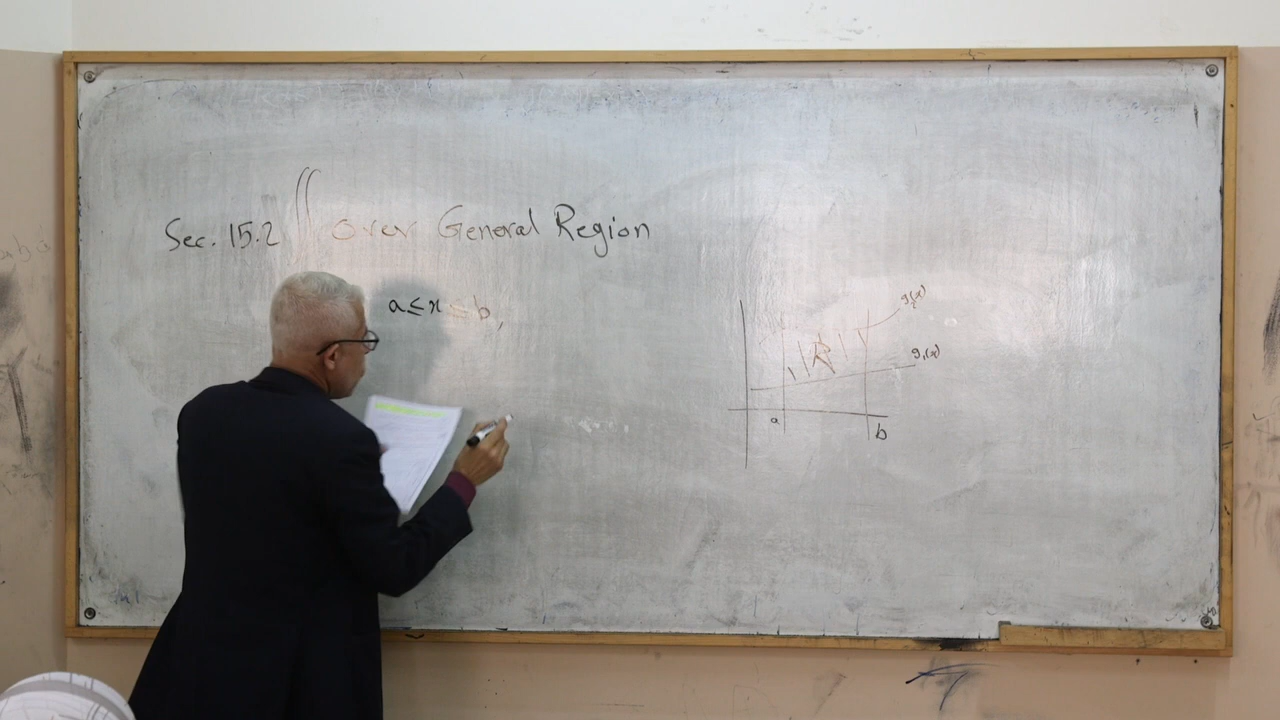 Sec. 15.2 ∬ over General Region
a ≤ x ≤ b,
g₂(x)
g₁(x)
R
a
b